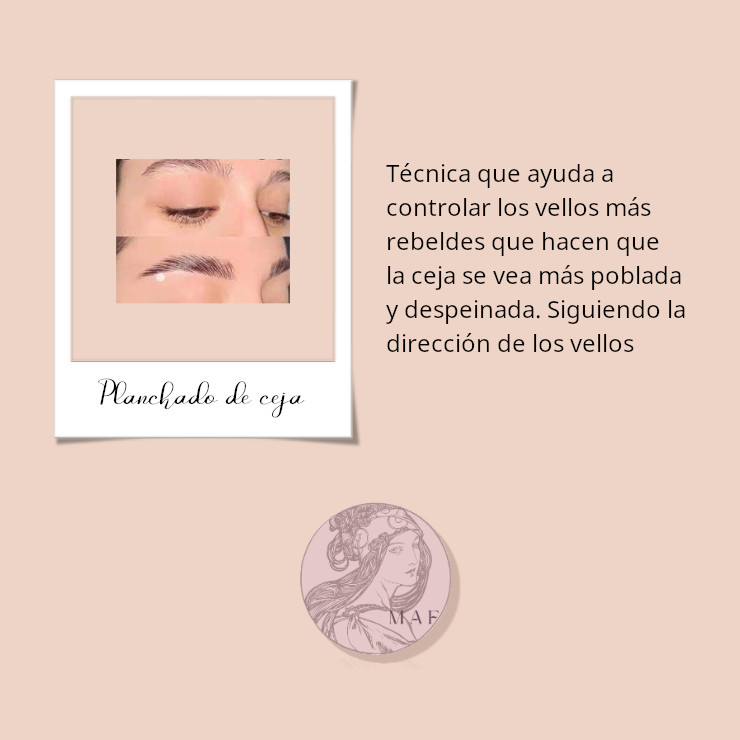 Técnica que ayuda a
controlar los vellos más
rebeldes que hacen que
la ceja se vea más poblada
y despeinada. Siguiendo la
dirección de los vellos
Planchado de ceja
MAE